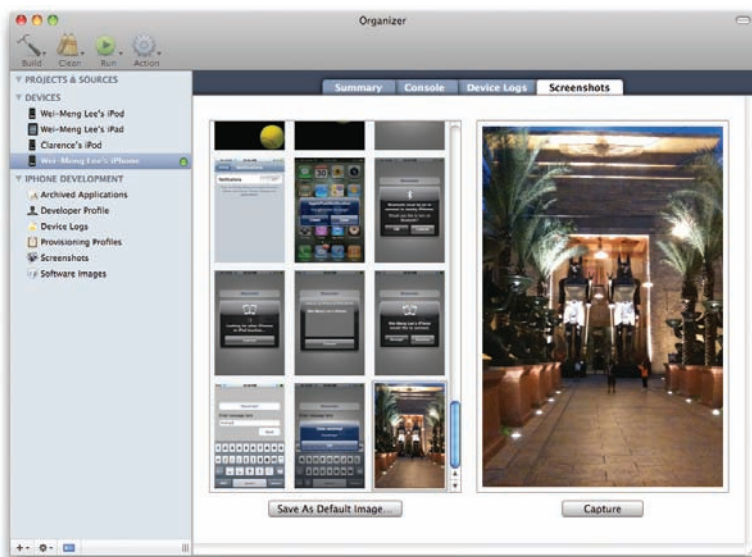 Organizer
Build Clean Run Action
PROJECTS & SOURCES
DEVICES
Wei-Meng Lee's iPod
Wei-Meng Lee's iPad
Clarence's iPod
Wei-Meng Lee's iPhone
IPHONE DEVELOPMENT
Archived Applications
Developer Profile
Device Logs
Provisioning Profiles
Screenshots
Software Images
Summary Console Device Logs Screenshots
Notifications
Save As Default Image...
Capture